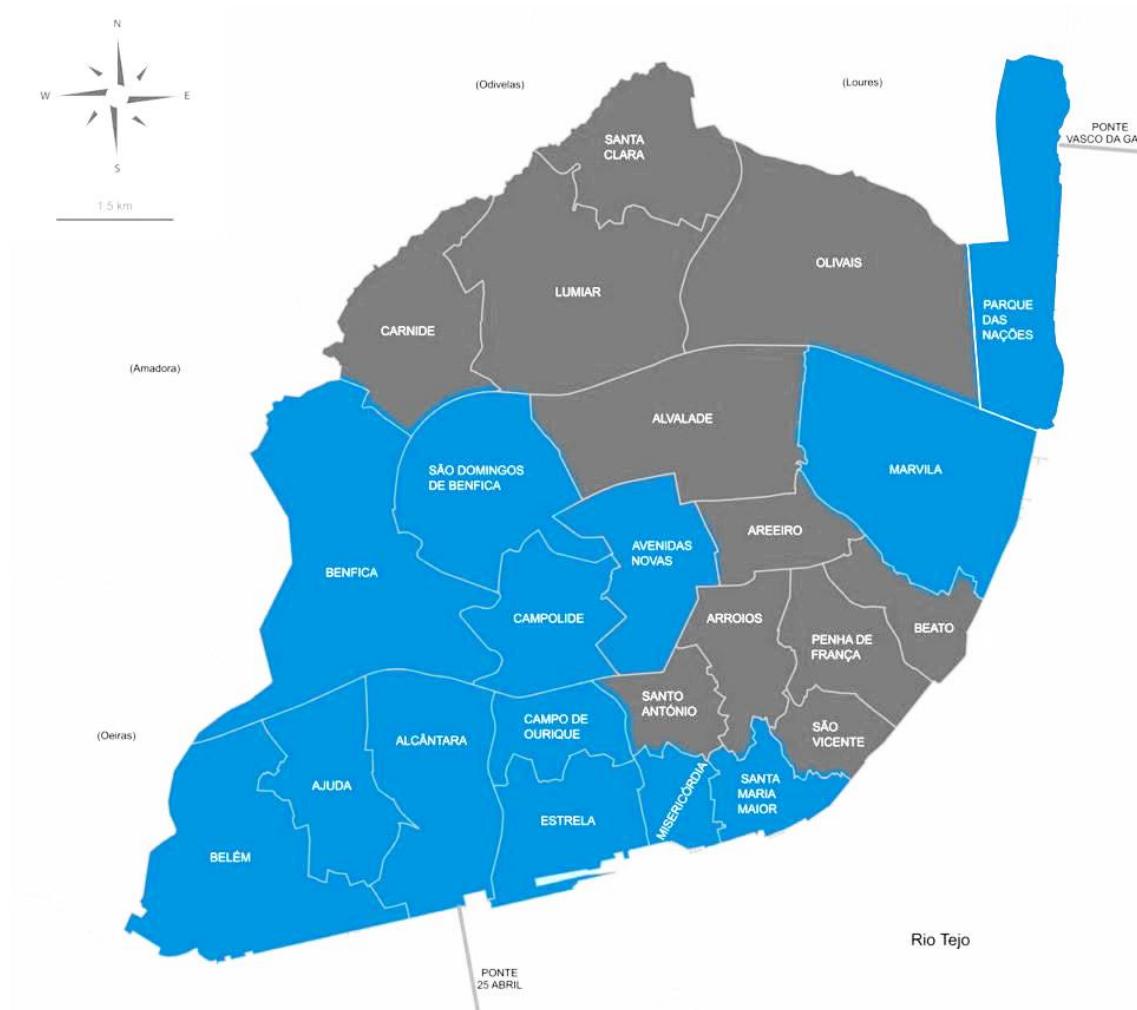 N
W
E
S
1.5 km
(Odivelas)
(Loures)
PONTE
VASCO DA GA
SANTA
CLARA
OLIVAIS
LUMIAR
PARQUE
DAS
NAÇÕES
CARNIDE
(Amadora)
ALVALADE
SÃO DOMINGOS
DE BENFICA
MARVILA
AREEIRO
AVENIDAS
NOVAS
BENFICA
CAMPOLIDE
ARROIOS
BEATO
PENHA DE
FRANÇA
SANTO
ANTÓNIO
(Oeiras)
CAMPO DE
OURIQUE
SÃO
VICENTE
ALCÂNTARA
AJUDA
SANTA
MARIA
MAIOR
MISERICÓRDIA
ESTRELA
BELÉM
Rio Tejo
PONTE
25 ABRIL